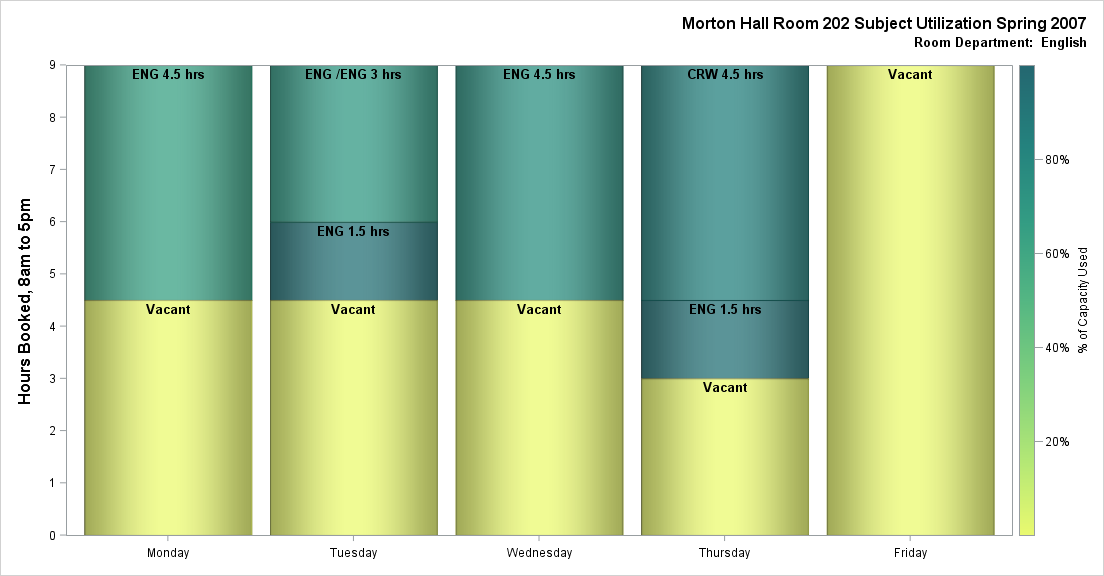 Morton Hall Room 202 Subject Utilization Spring 2007
Room Department:  English
Hours Booked, 8am to 5pm
9
8
7
6
5
4
3
2
1
0
ENG 4.5 hrs
Vacant
ENG /ENG 3 hrs
ENG 1.5 hrs
Vacant
ENG 4.5 hrs
Vacant
CRW 4.5 hrs
ENG 1.5 hrs
Vacant
Vacant
Monday
Tuesday
Wednesday
Thursday
Friday
80%
60%
40%
20%
% of Capacity Used